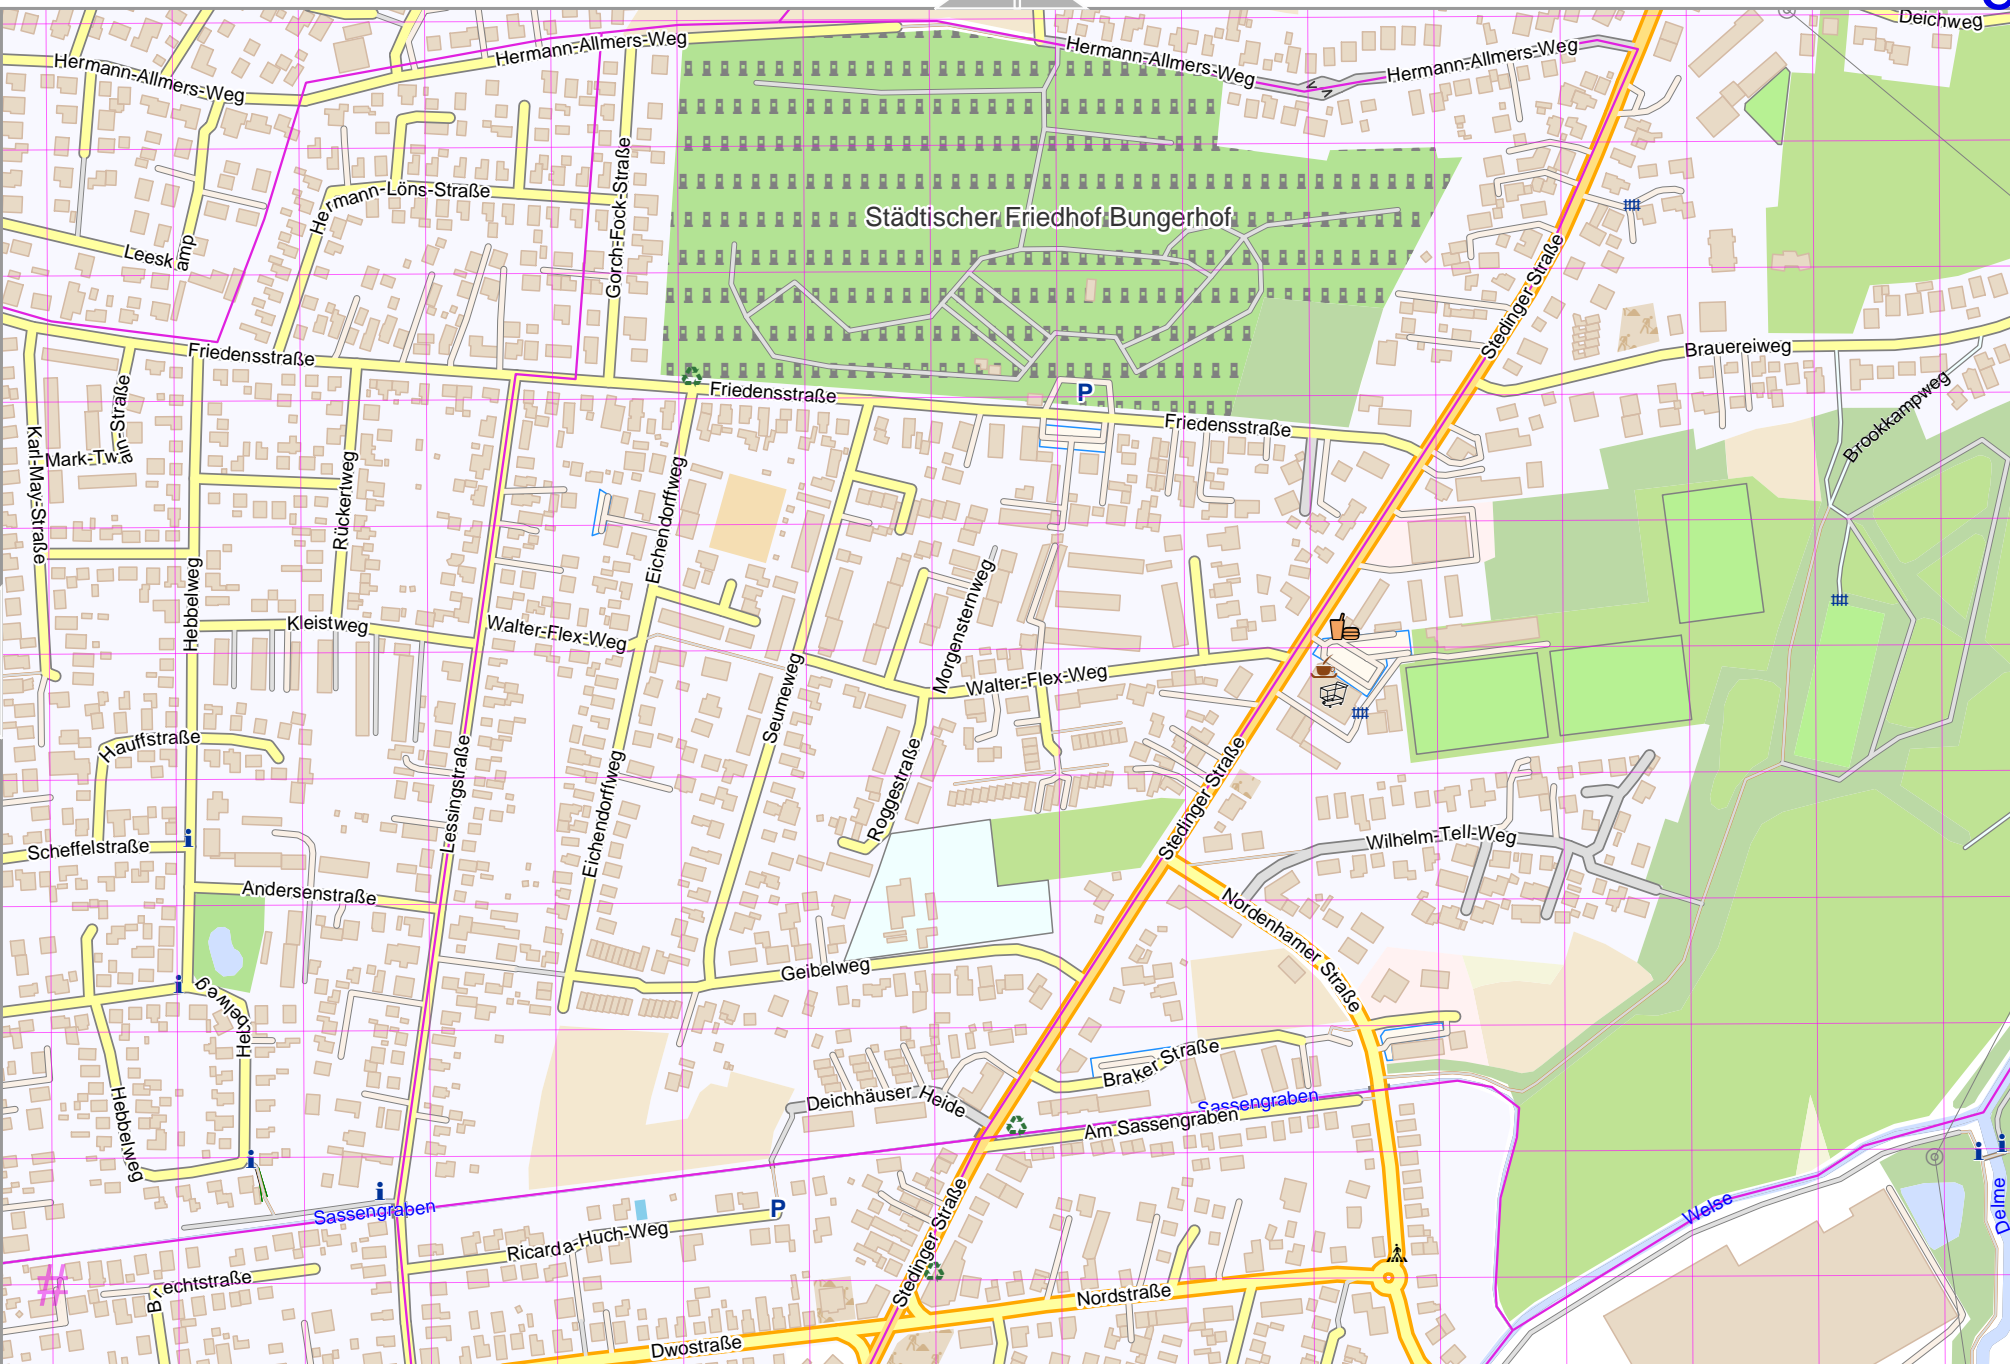 Deichweg
Hermann-Allmers-Weg
Hermann-Allmers-Weg
Hermann-Allmers-Weg
Hermann-Allmers-Weg
Gorch-Fock-Straße
Hermann-Löns-Straße
Städtischer Friedhof Bungerhof
Leeskamp
Stedinger-Straße
Friedensstraße
Friedensstraße
Friedensstraße
P
Brauereiweg
Brookkampweg
Karl-May-Straße
Mark-Twain-Straße
Rückertweg
Eichendorffweg
Hebbelweg
Kleistweg
Walter-Flex-Weg
Morgensternweg
Walter-Flex-Weg
Seumeweg
Hauffstraße
Lessingstraße
Eichendorffweg
Roggestraße
Stedinger-Straße
Scheffelstraße
Wilhelm-Tell-Weg
Andersenstraße
Nordenhamer Straße
Geibelweg
Hebbelweg
Braker Straße
Deichhäuser Heide
Sassengraben
Am Sassengraben
Hebbelweg
Sassengraben
P
Stedinger-Straße
Welse
Delme
Ricarda-Huch-Weg
Brechtstraße
#
Nordstraße
Dwostraße